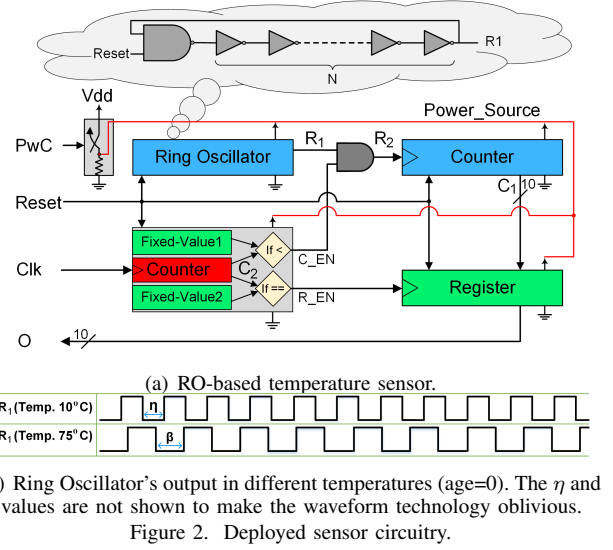 Reset
R1
N
Vdd
Power_Source
PwC
Ring Oscillator
R1
R2
Counter
C1 10
Reset
Fixed-Value1
If <
C_EN
Clk
Counter
C2
Fixed-Value2
If ==
R_EN
Register
O
10
(a) RO-based temperature sensor.
R1 (Temp. 10°C)
η
R1 (Temp. 75°C)
β
) Ring Oscillator's output in different temperatures (age=0). The η and
values are not shown to make the waveform technology oblivious.
Figure 2. Deployed sensor circuitry.